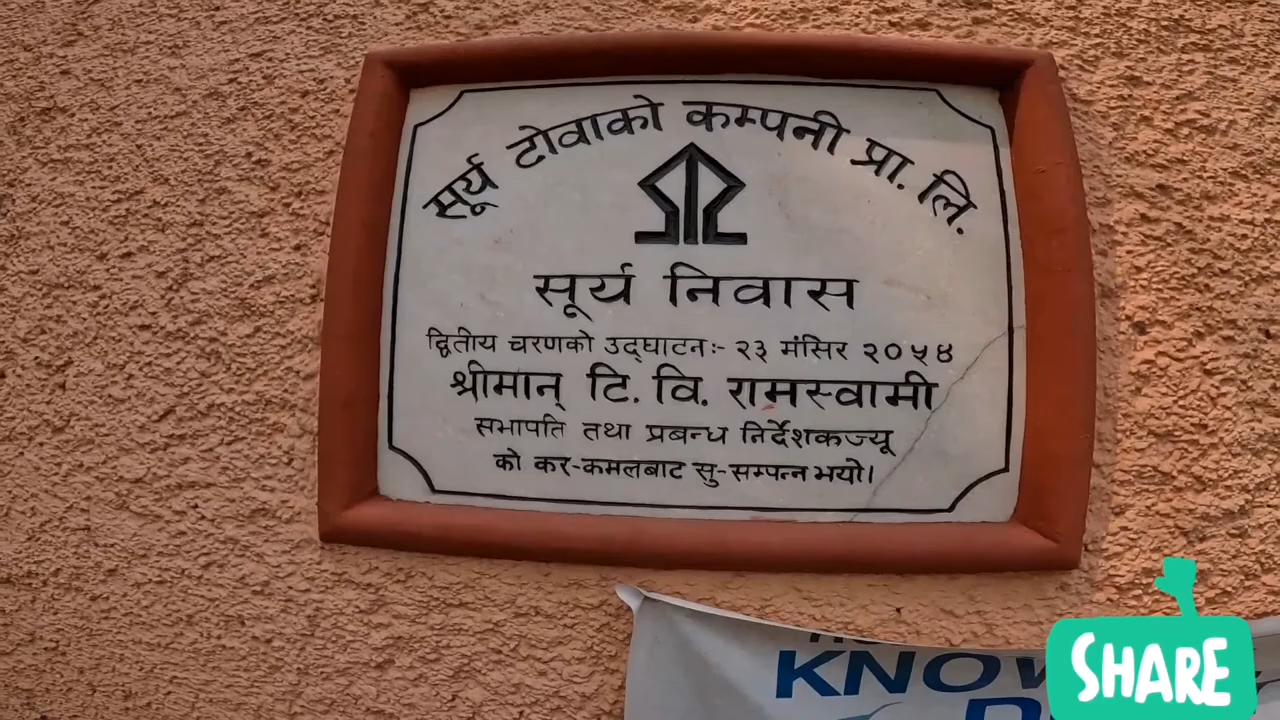 सूर्य टोवाको कम्पनी प्रा. लि.
सूर्य निवास
द्वितीय चरणको उद्घाटनः- २३ मंसिर २०५४
श्रीमान् टि. वि. रामस्वामी
सभापति तथा प्रबन्ध निर्देशकज्यू
को कर-कमलबाट सु-सम्पन्न भयो।
SHARE